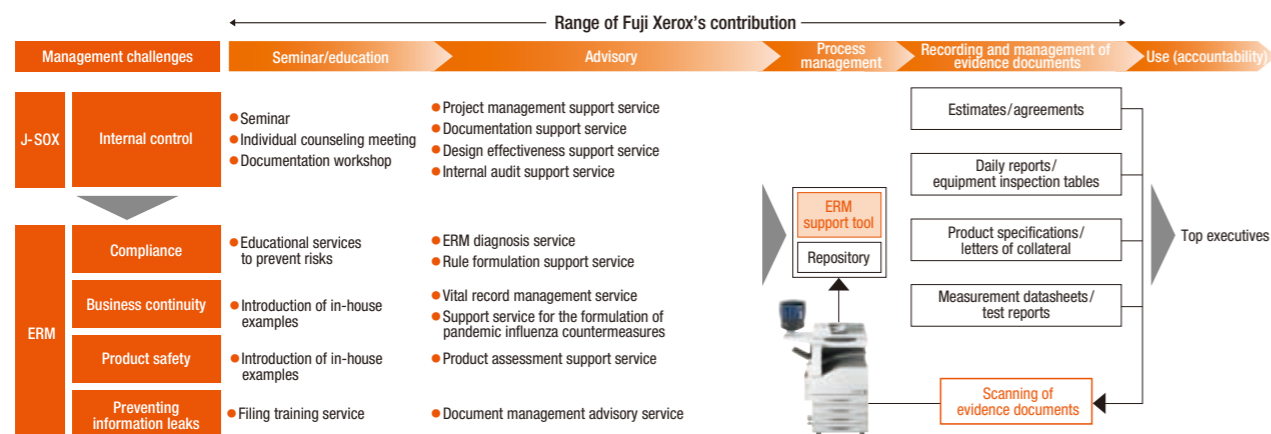 Range of Fuji Xerox's contribution
Management challenges
Seminar/education
Advisory
Process
management
Recording and management of
evidence documents
Use (accountability)
J-SOX
Internal control
● Seminar
● Individual counseling meeting
● Documentation workshop
● Project management support service
● Documentation support service
● Design effectiveness support service
● Internal audit support service
ERM
Compliance
● Educational services
to prevent risks
● ERM diagnosis service
● Rule formulation support service
Business continuity
● Introduction of in-house
examples
● Vital record management service
● Support service for the formulation of
pandemic influenza countermeasures
Product safety
● Introduction of in-house
examples
● Product assessment support service
Preventing
information leaks
● Filing training service
● Document management advisory service
ERM
support tool
Repository
Estimates/agreements
Daily reports/
equipment inspection tables
Product specifications/
letters of collateral
Measurement datasheets/
test reports
Scanning of
evidence documents
Top executives